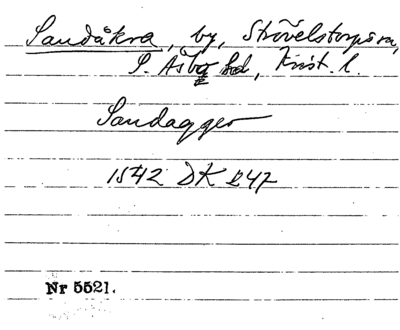 Sandåkra, by, Strövelstorps sn,
S. Åsbo hd, Krist. l.
Sandagger
1542 DK 247
Nr 5521.